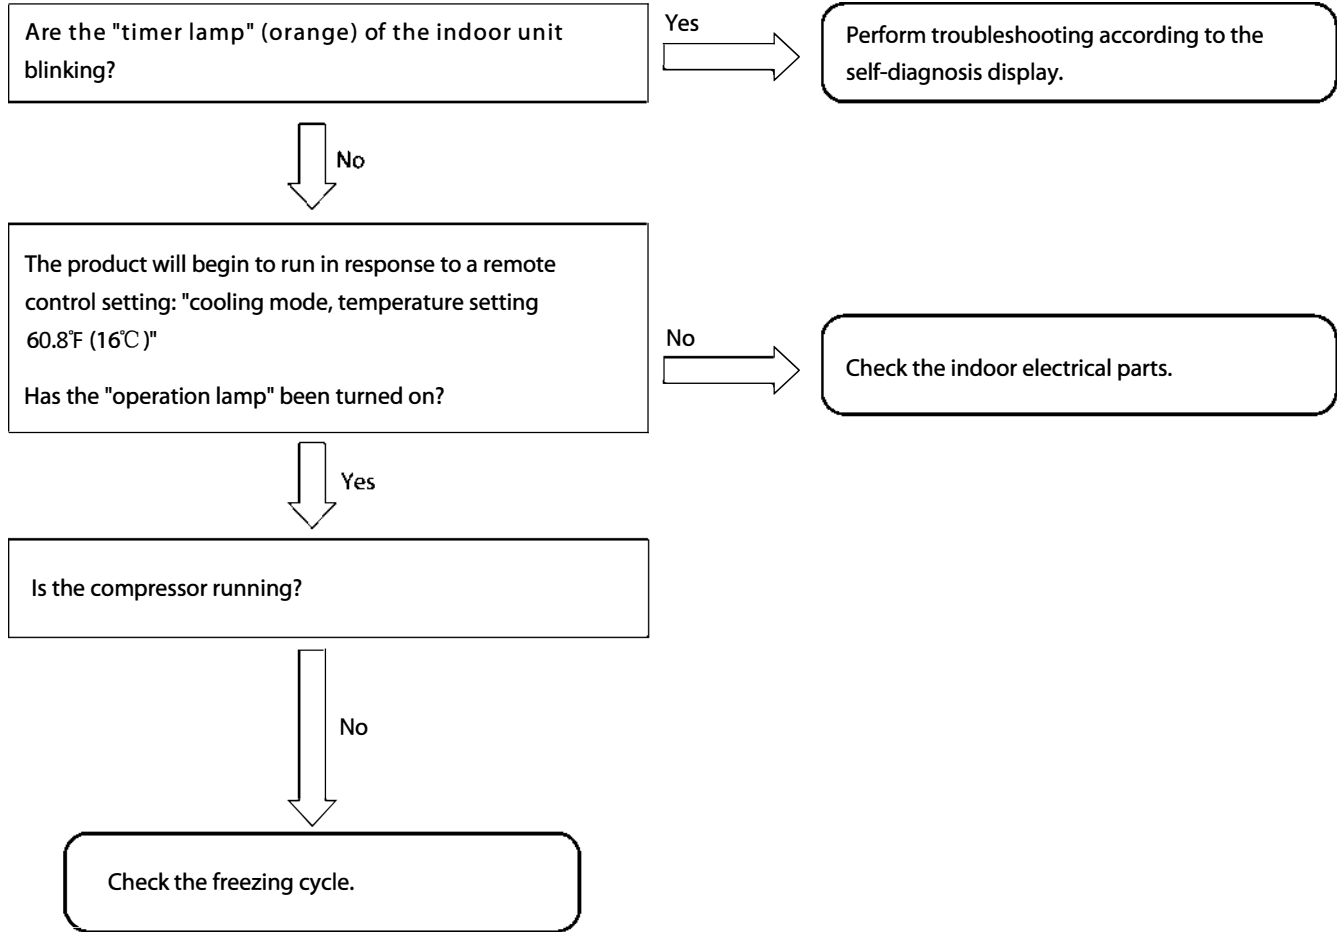 Are the "timer lamp" (orange) of the indoor unit
blinking?
Yes
Perform troubleshooting according to the
self-diagnosis display.
No
The product will begin to run in response to a remote
control setting: "cooling mode, temperature setting
60.8°F (16℃)"
Has the "operation lamp" been turned on?
No
Check the indoor electrical parts.
Yes
Is the compressor running?
No
Check the freezing cycle.